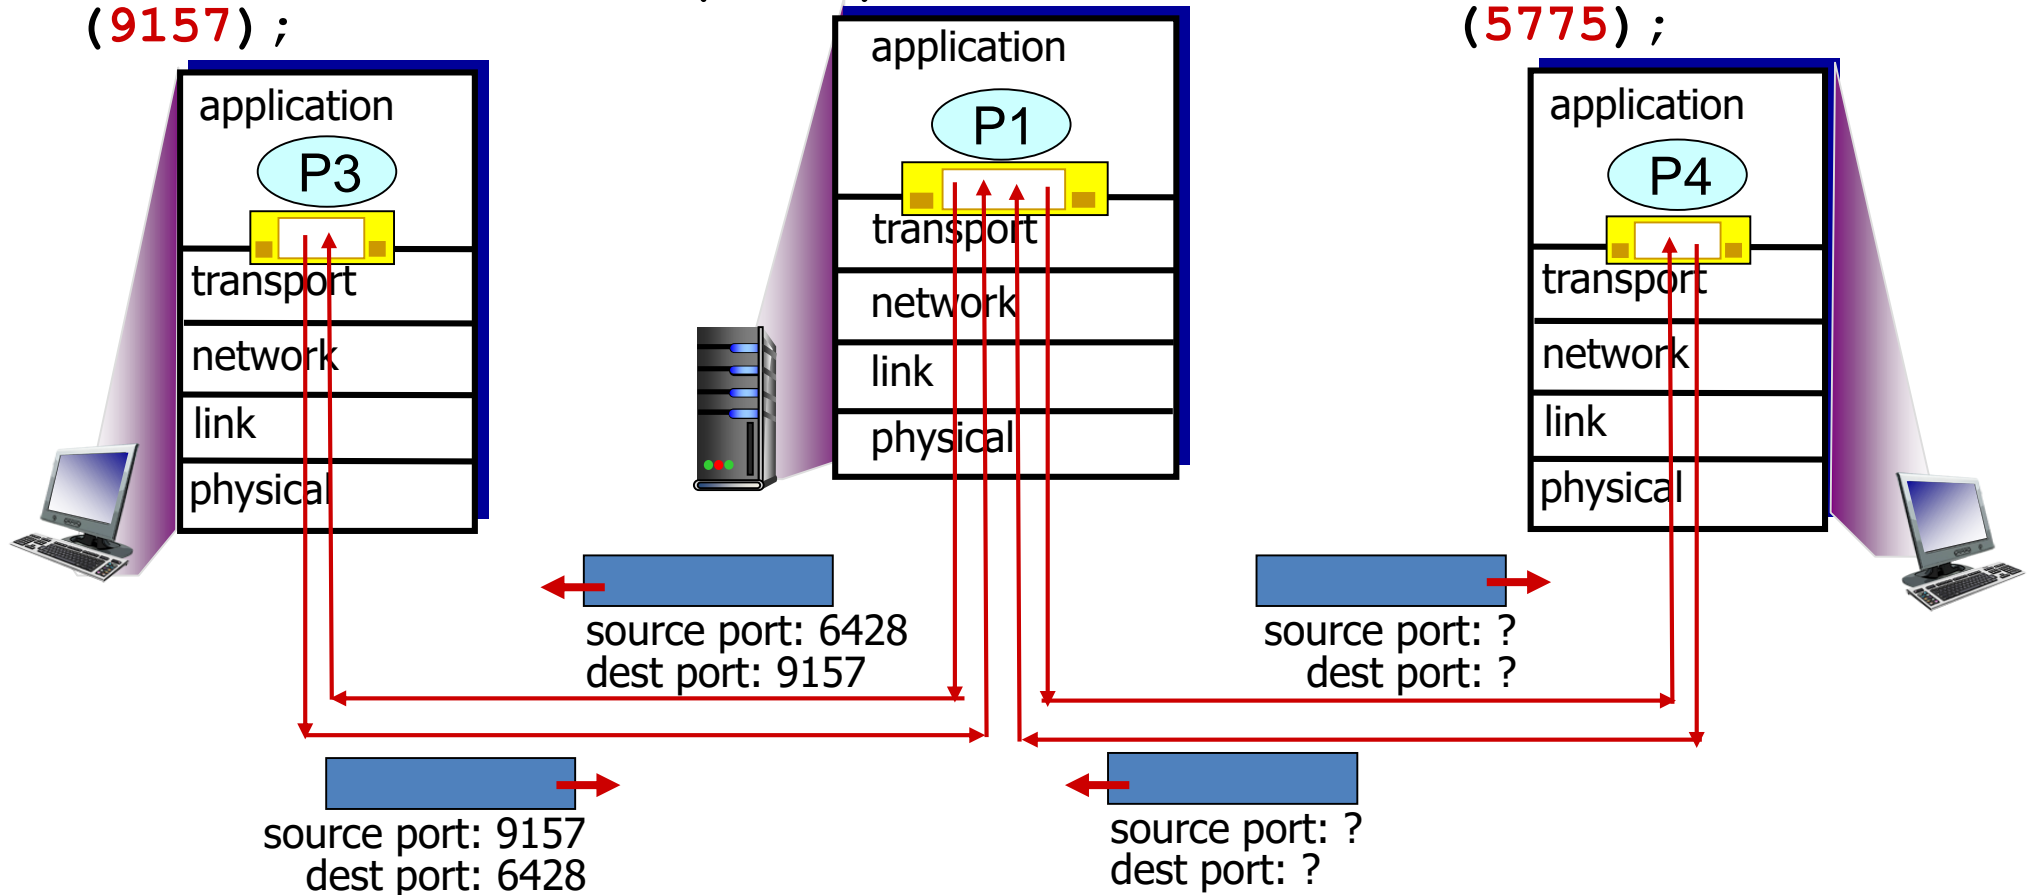 (9157);
(5775);
application
P3
transport
network
link
physical
application
P1
transport
network
link
physical
application
P4
transport
network
link
physical
source port: 6428
dest port: 9157
source port: ?
dest port: ?
source port: 9157
dest port: 6428
source port: ?
dest port: ?